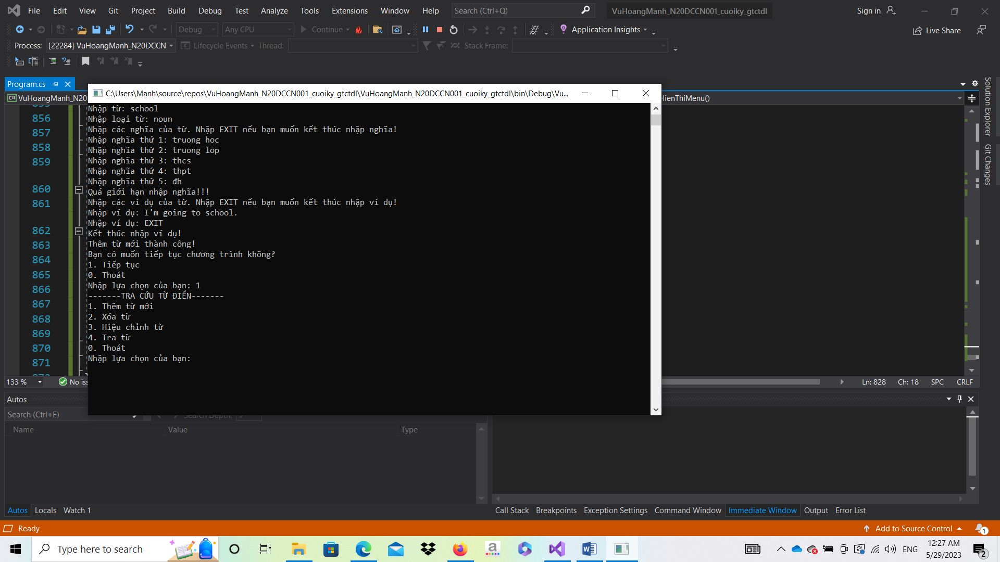 File Edit View Git Project Build Debug Test Analyze Tools Extensions Window Help Search (Ctrl+Q) VuHoangManh_N20DCCN001_cuoiky_gtctdl Sign in
Debug Any CPU Continue Application Insights Live Share
Process: [22284] VuHoangManh_N20DCCN Lifecycle Events Thread: Stack Frame:
Program.cs
VuHoangManh_N20 HienThiMenu()
C:\Users\Manh\source\repos\VuHoangManh_N20DCCN001_cuoiky_gtctdl\VuHoangManh_N20DCCN001_cuoiky_gtctdl\bin\Debug\Vu...
Nhập từ: school
Nhập loại từ: noun
Nhập các nghĩa của từ. Nhập EXIT nếu bạn muốn kết thúc nhập nghĩa!
Nhập nghĩa thứ 1: truong hoc
Nhập nghĩa thứ 2: truong lop
Nhập nghĩa thứ 3: thcs
Nhập nghĩa thứ 4: thpt
Nhập nghĩa thứ 5: đh
Quá giới hạn nhập nghĩa!!!
Nhập các ví dụ của từ. Nhập EXIT nếu bạn muốn kết thúc nhập ví dụ!
Nhập ví dụ: I'm going to school.
Nhập ví dụ: EXIT
Kết thúc nhập ví dụ!
Thêm từ mới thành công!
Bạn có muốn tiếp tục chương trình không?
1. Tiếp tục
0. Thoát
Nhập lựa chọn của bạn: 1
-------TRA CỨU TỪ ĐIỂN-------
1. Thêm từ mới
2. Xóa từ
3. Hiệu chỉnh từ
4. Tra từ
0. Thoát
Nhập lựa chọn của bạn:
856
857
858
859
860
861
862
863
864
865
866
867
868
869
870
871
Solution Explorer
Git Changes
133 % No iss Ln: 828 Ch: 18 SPC CRLF
Autos
Search (Ctrl+E) Search Depth:
Name Value Type
Autos Locals Watch 1
Call Stack Breakpoints Exception Settings Command Window Immediate Window Output Error List
Ready Add to Source Control 1
Type here to search
a
W
ENG
12:27 AM
5/29/2023
2